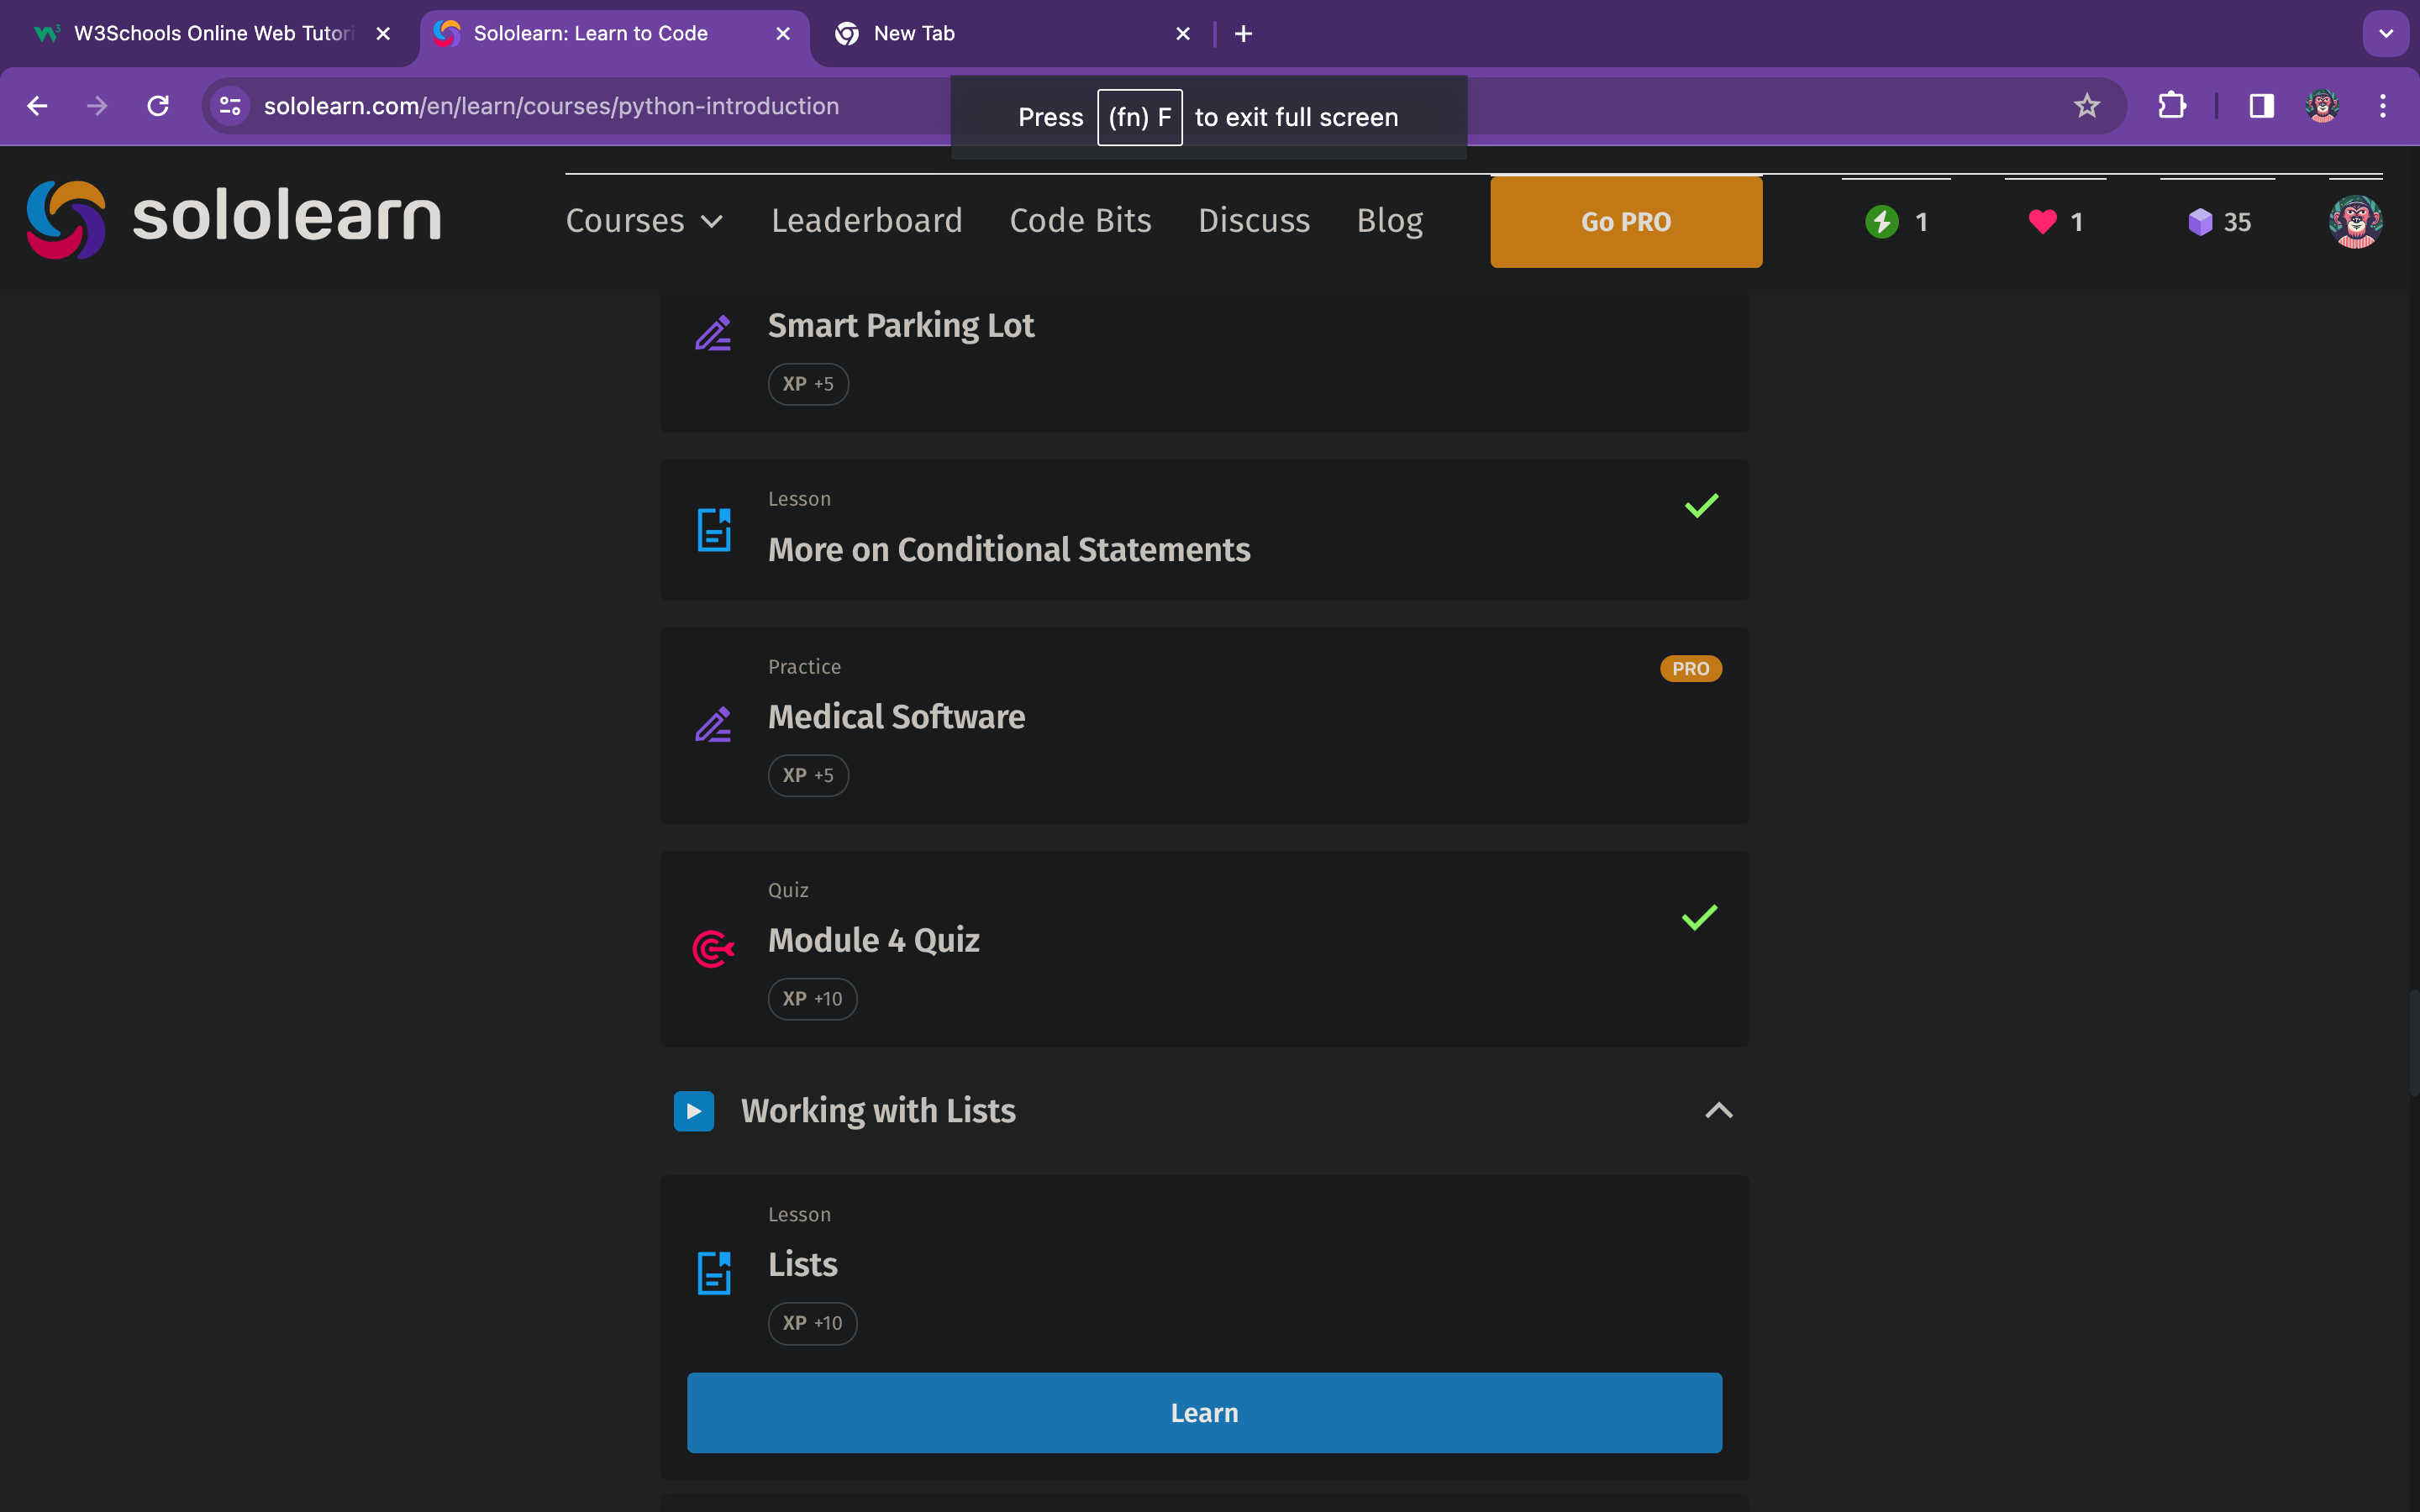 W3Schools Online Web Tutori
Sololearn: Learn to Code
New Tab
sololearn.com/en/learn/courses/python-introduction
Press (fn) F to exit full screen
sololearn
Courses
Leaderboard
Code Bits
Discuss
Blog
Go PRO
1
1
35
Smart Parking Lot
XP +5
Lesson
More on Conditional Statements
Practice
PRO
Medical Software
XP +5
Quiz
Module 4 Quiz
XP +10
Working with Lists
Lesson
Lists
XP +10
Learn